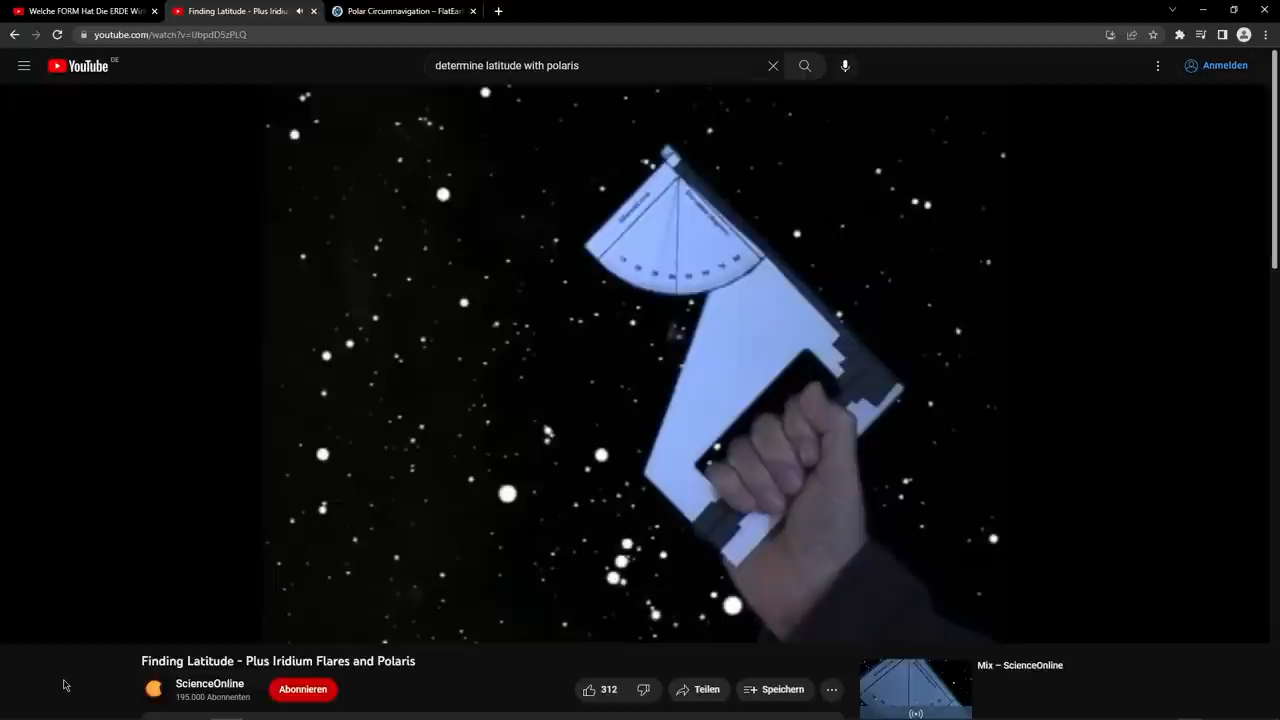 Welche FORM Hat Die ERDE Wir
Finding Latitude - Plus Iridiu
Polar Circumnavigation – FlatEar
youtube.com/watch?v=lJbpdD5zPLQ
YouTube DE
determine latitude with polaris
Anmelden
Finding Latitude - Plus Iridium Flares and Polaris
ScienceOnline
195.000 Abonnenten
Abonnieren
312
Teilen
Speichern
Mix – ScienceOnline